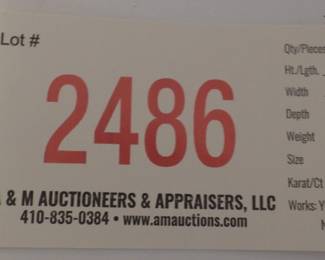 Lot #
2486
& M AUCTIONEERS & APPRAISERS, LLC
410-835-0384 • www.amauctions.com
Qty/Pieces
Ht./Lgth.
Width
Depth
Weight
Size
Karat/Ct
Works: Y